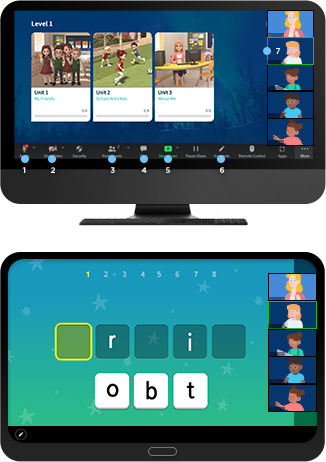 Level 1
7
Unit 1
My Friends
Unit 2
School Activities
Unit 3
About Me
Security
Pause Share
Remote Control
Apps
More
1 2 3 4 5 6
1 2 3 4 5 6 7 8
r i
o b t